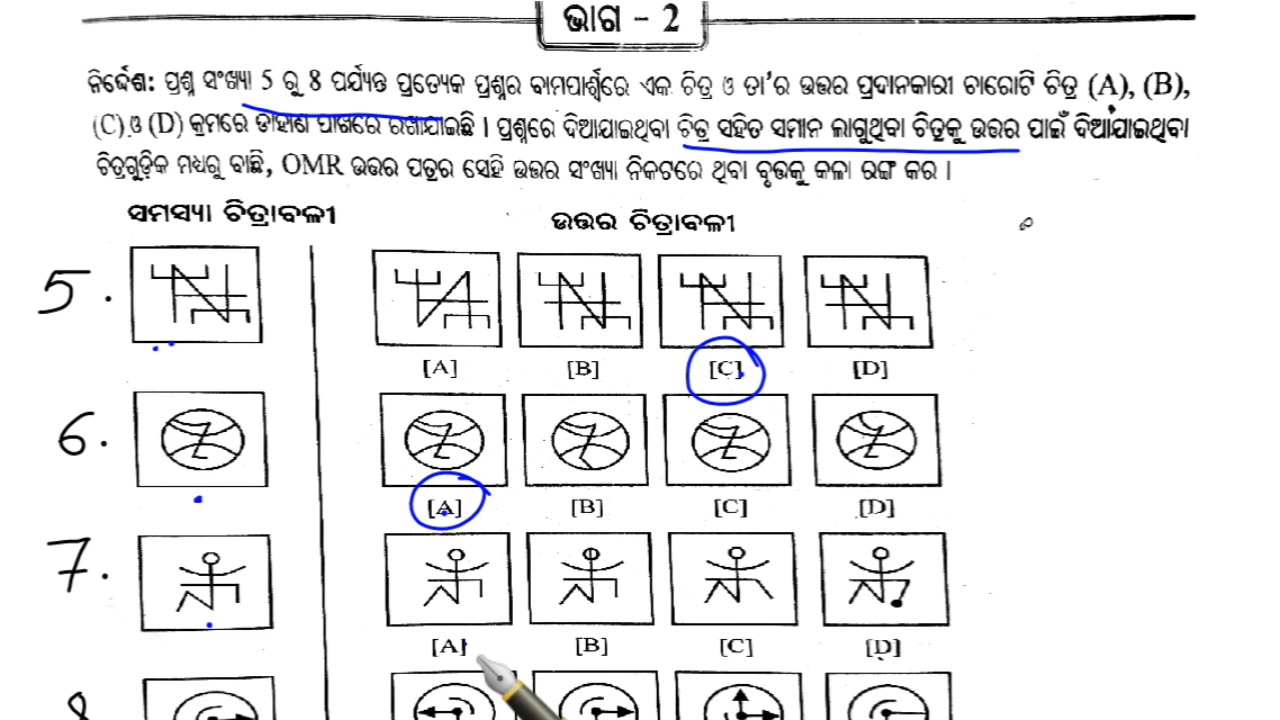 ଭାଗ - 2
ନିର୍ଦ୍ଦେଶ: ପ୍ରଶ୍ନ ସଂଖ୍ୟା 5 ରୁ 8 ପର୍ଯ୍ୟନ୍ତ ପ୍ରତ୍ୟେକ ପ୍ରଶ୍ନର ବାମପାର୍ଶ୍ୱରେ ଏକ ଚିତ୍ର ଓ ତା'ର ଉତ୍ତର ପ୍ରଦାନକାରୀ ଚାରୋଟି ଚିତ୍ର (A), (B),
(C) ଓ (D) କ୍ରମରେ ଡାହାଣ ପାଖରେ ରଖାଯାଇଛି । ପ୍ରଶ୍ନରେ ଦିଆଯାଇଥିବା ଚିତ୍ର ସହିତ ସମାନ ଲାଗୁଥିବା ଚିତ୍ରକୁ ଉତ୍ତର ପାଇଁ ଦିଆଯାଇଥିବା
ଚିତ୍ରଗୁଡ଼ିକ ମଧ୍ୟରୁ ବାଛି, OMR ଉତ୍ତର ପତ୍ରର ସେହି ଉତ୍ତର ସଂଖ୍ୟା ନିକଟରେ ଥିବା ବୃତ୍ତକୁ କଳା ରଙ୍ଗ କର ।
ସମସ୍ୟା ଚିତ୍ରାବଳୀ ଉତ୍ତର ଚିତ୍ରାବଳୀ
5.
[A] [B] [C] [D]
6.
[A] [B] [C] [D]
7.
[A] [B] [C] [D]
8